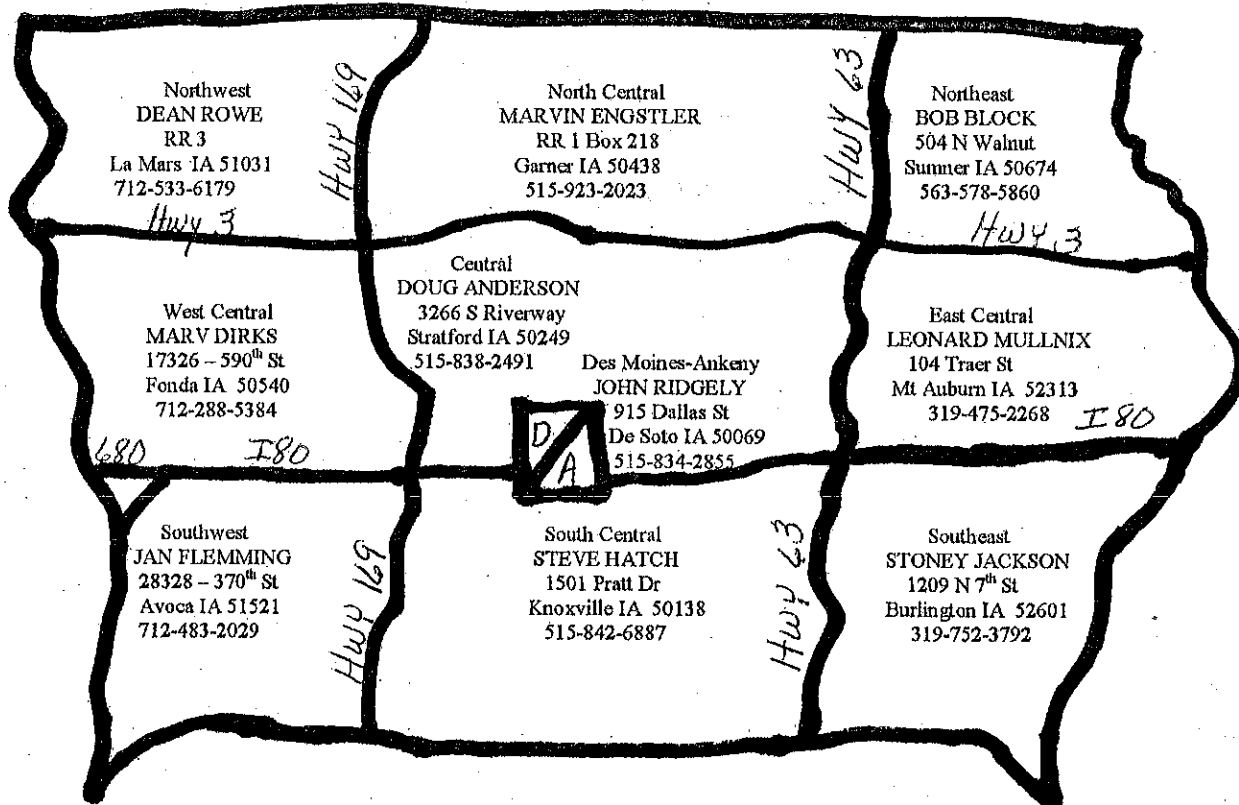 Northwest
DEAN ROWE
RR 3
La Mars IA 51031
712-533-6179
Hwy 169
North Central
MARVIN ENGSTLER
RR 1 Box 218
Garner IA 50438
515-923-2023
Hwy 63
Northeast
BOB BLOCK
504 N Walnut
Sumner IA 50674
563-578-5860
Hwy 3
Hwy 3
West Central
MARV DIRKS
17326 – 590th St
Fonda IA 50540
712-288-5384
Central
DOUG ANDERSON
3266 S Riverway
Stratford IA 50249
515-838-2491
Des Moines-Ankeny
JOHN RIDGELY
915 Dallas St
De Soto IA 50069
515-834-2855
D
A
East Central
LEONARD MULLNIX
104 Traer St
Mt Auburn IA 52313
319-475-2268
I80
680
I80
Southwest
JAN FLEMMING
28328 – 370th St
Avoca IA 51521
712-483-2029
Hwy 169
South Central
STEVE HATCH
1501 Pratt Dr
Knoxville IA 50138
515-842-6887
Hwy 63
Southeast
STONEY JACKSON
1209 N 7th St
Burlington IA 52601
319-752-3792